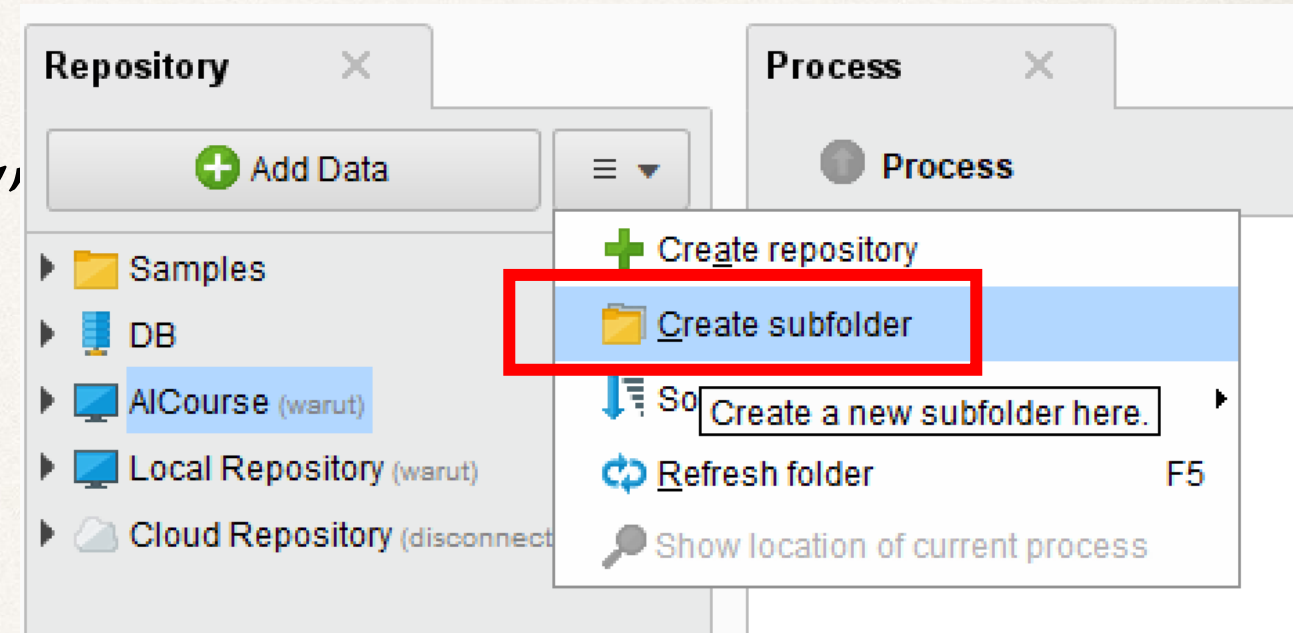 Repository
Process
Add Data
Process
Samples
DB
AICourse (warut)
Local Repository (warut)
Cloud Repository (disconnect
Create repository
Create subfolder
So
Create a new subfolder here.
Refresh folder F5
Show location of current process